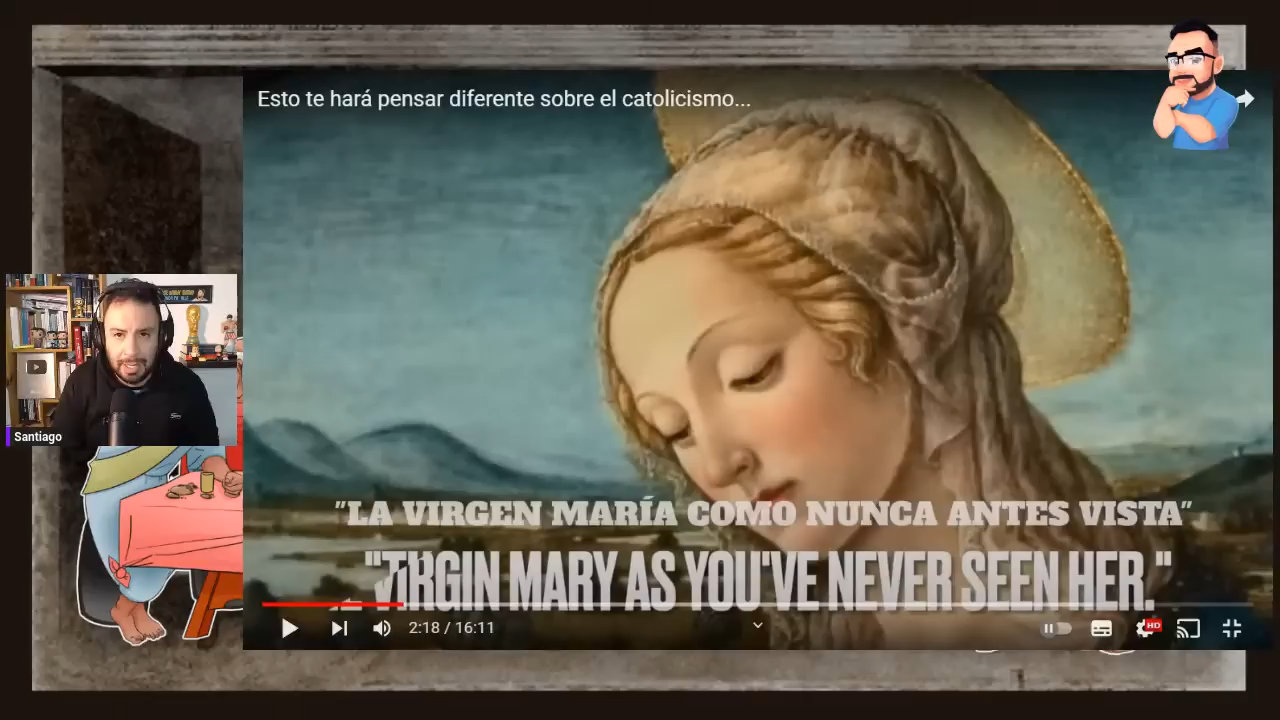 Esto te hará pensar diferente sobre el catolicismo...
Santiago
"LA VIRGEN MARÍA COMO NUNCA ANTES VISTA"
VIRGIN MARY AS YOU'VE NEVER SEEN HER."
2:18 / 16:11
HD